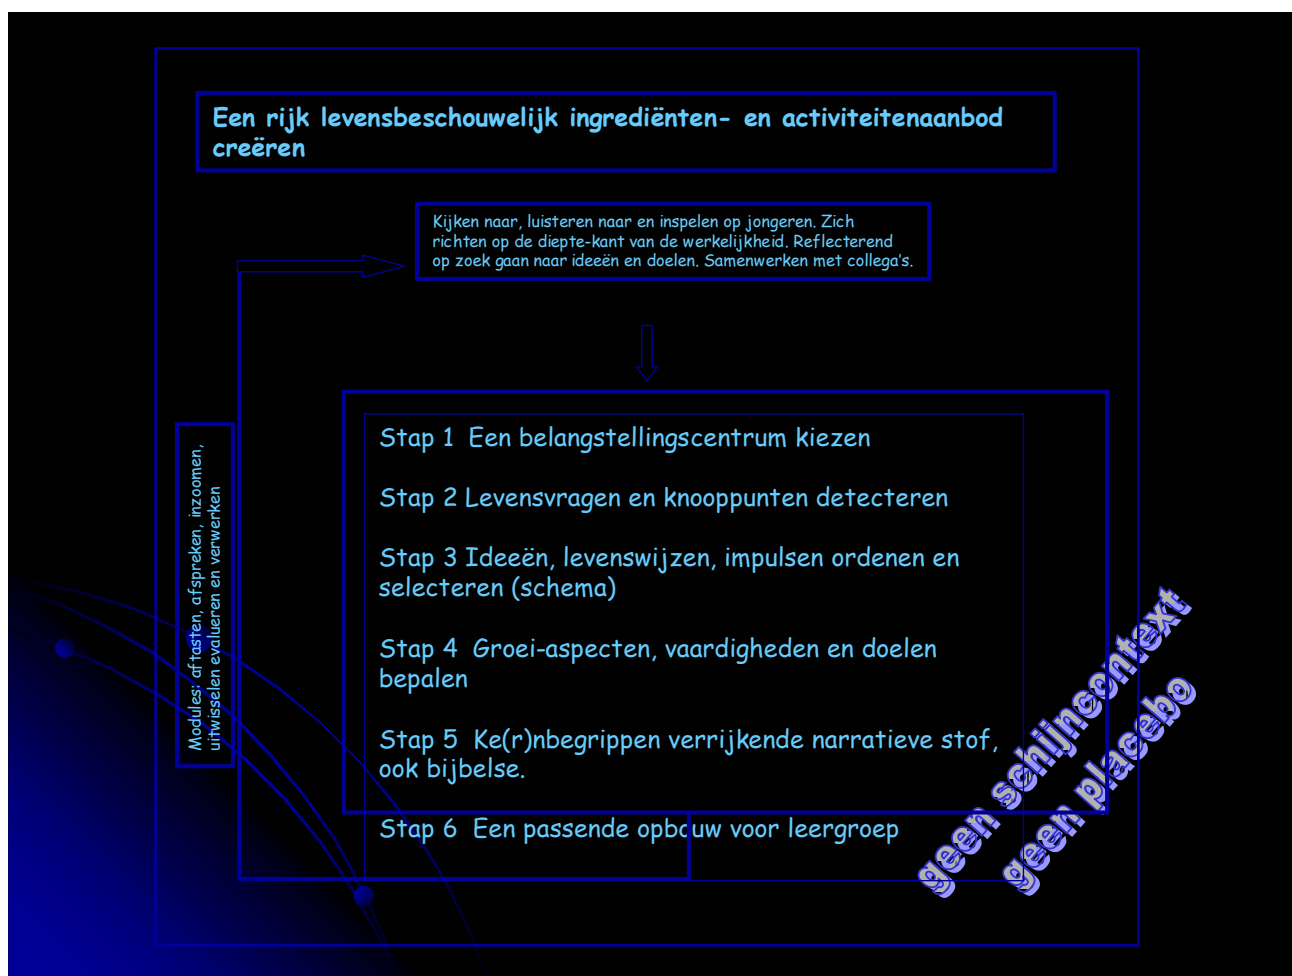 Een rijk levensbeschouwelijk ingrediënten- en activiteitenaanbod
creëren
Kijken naar, luisteren naar en inspelen op jongeren. Zich
richten op de diepte-kant van de werkelijkheid. Reflecterend
op zoek gaan naar ideeën en doelen. Samenwerken met collega's.
Modules: aftasten, afspreken, inzoomen,
uitwisselen evalueren en verwerken
Stap 1 Een belangstellingscentrum kiezen
Stap 2 Levensvragen en knooppunten detecteren
Stap 3 Ideeën, levenswijzen, impulsen ordenen en
selecteren (schema)
Stap 4 Groei-aspecten, vaardigheden en doelen
bepalen
Stap 5 Ke(r)nbegrippen verrijkende narratieve stof,
ook bijbelse.
Stap 6 Een passende opbouw voor leergroep
geen schijncontext
geen placebo